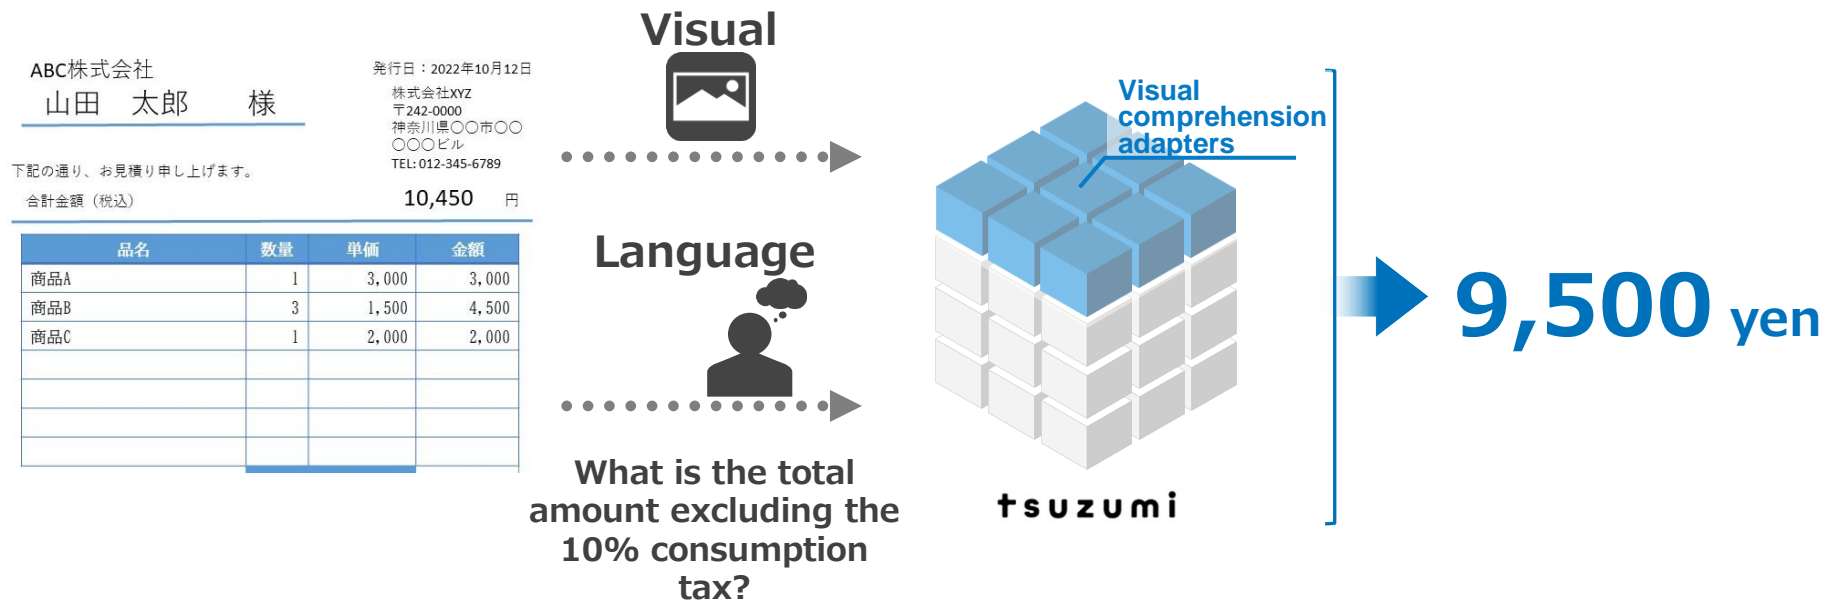 ABC株式会社
山田　太郎　　様
発行日：2022年10月12日
株式会社XYZ
〒242-0000
神奈川県〇〇市〇〇
〇〇〇ビル
TEL: 012-345-6789
下記の通り、お見積り申し上げます。
合計金額（税込） 10,450 円
品名 数量 単価 金額
商品A 1 3,000 3,000
商品B 3 1,500 4,500
商品C 1 2,000 2,000
Visual
Language
What is the total
amount excluding the
10% consumption
tax?
Visual
comprehension
adapters
tsuzumi
9,500 yen